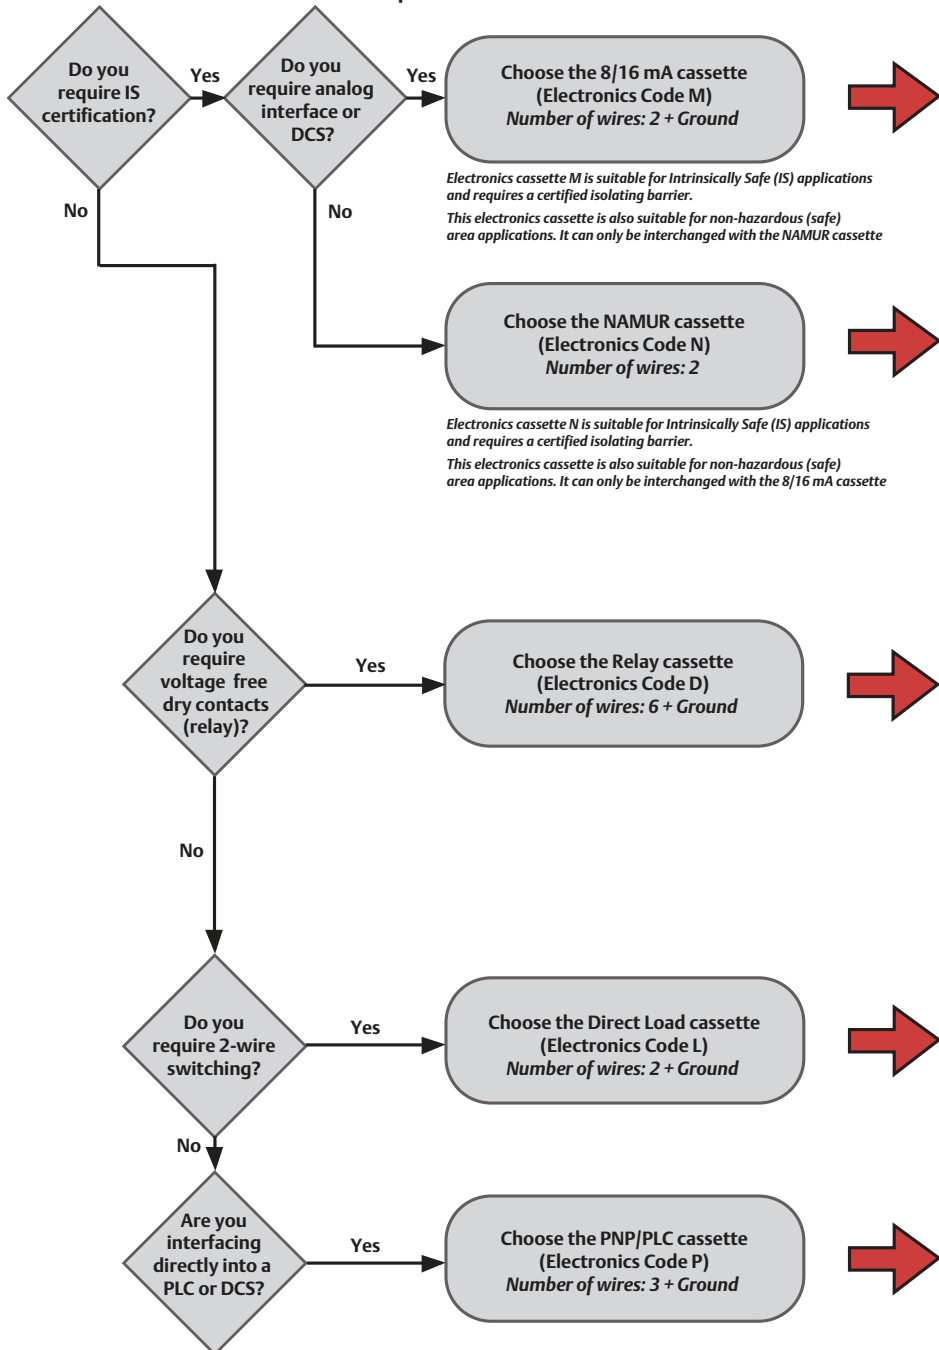 Do you
require IS
certification?
Yes
Do you
require analog
interface or
DCS?
Yes
Choose the 8/16 mA cassette
(Electronics Code M)
Number of wires: 2 + Ground
Electronics cassette M is suitable for Intrinsically Safe (IS) applications
and requires a certified isolating barrier.
This electronics cassette is also suitable for non-hazardous (safe)
area applications. It can only be interchanged with the NAMUR cassette
No
No
Choose the NAMUR cassette
(Electronics Code N)
Number of wires: 2
Electronics cassette N is suitable for Intrinsically Safe (IS) applications
and requires a certified isolating barrier.
This electronics cassette is also suitable for non-hazardous (safe)
area applications. It can only be interchanged with the 8/16 mA cassette
Do you
require
voltage free
dry contacts
(relay)?
Yes
Choose the Relay cassette
(Electronics Code D)
Number of wires: 6 + Ground
No
Do you
require 2-wire
switching?
Yes
Choose the Direct Load cassette
(Electronics Code L)
Number of wires: 2 + Ground
No
Are you
interfacing
directly into a
PLC or DCS?
Yes
Choose the PNP/PLC cassette
(Electronics Code P)
Number of wires: 3 + Ground